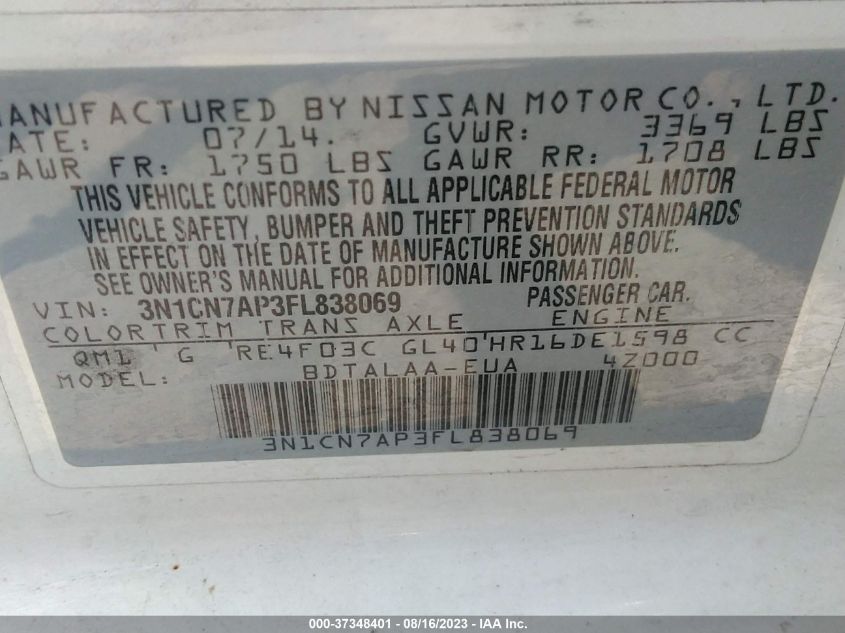 MANUFACTURED BY NISSAN MOTOR CO., LTD.
DATE: 07/14. GVWR: 3369 LBS
GAWR FR: 1750 LBS GAWR RR: 1708 LBS
THIS VEHICLE CONFORMS TO ALL APPLICABLE FEDERAL MOTOR
VEHICLE SAFETY, BUMPER AND THEFT PREVENTION STANDARDS
IN EFFECT ON THE DATE OF MANUFACTURE SHOWN ABOVE.
SEE OWNER'S MANUAL FOR ADDITIONAL INFORMATION.
VIN: 3N1CN7AP3FL838069 PASSENGER CAR.
COLOR TRIM TRANS AXLE ENGINE
QM1 G RE4F03C GL40 HR16DE1598 CC
MODEL: BDTALAA-EUA 4Z000
3N1CN7AP3FL838069
000-37348401 - 08/16/2023 - IAA Inc.